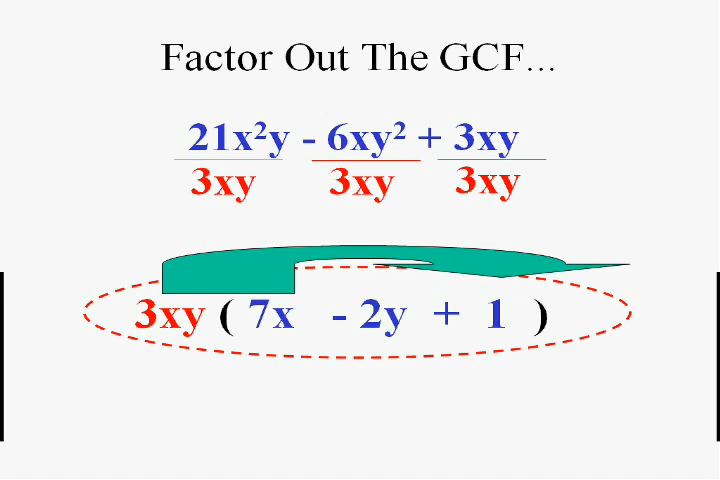 Factor Out The GCF...
21x²y - 6xy² + 3xy
3xy 3xy 3xy
3xy ( 7x - 2y + 1 )